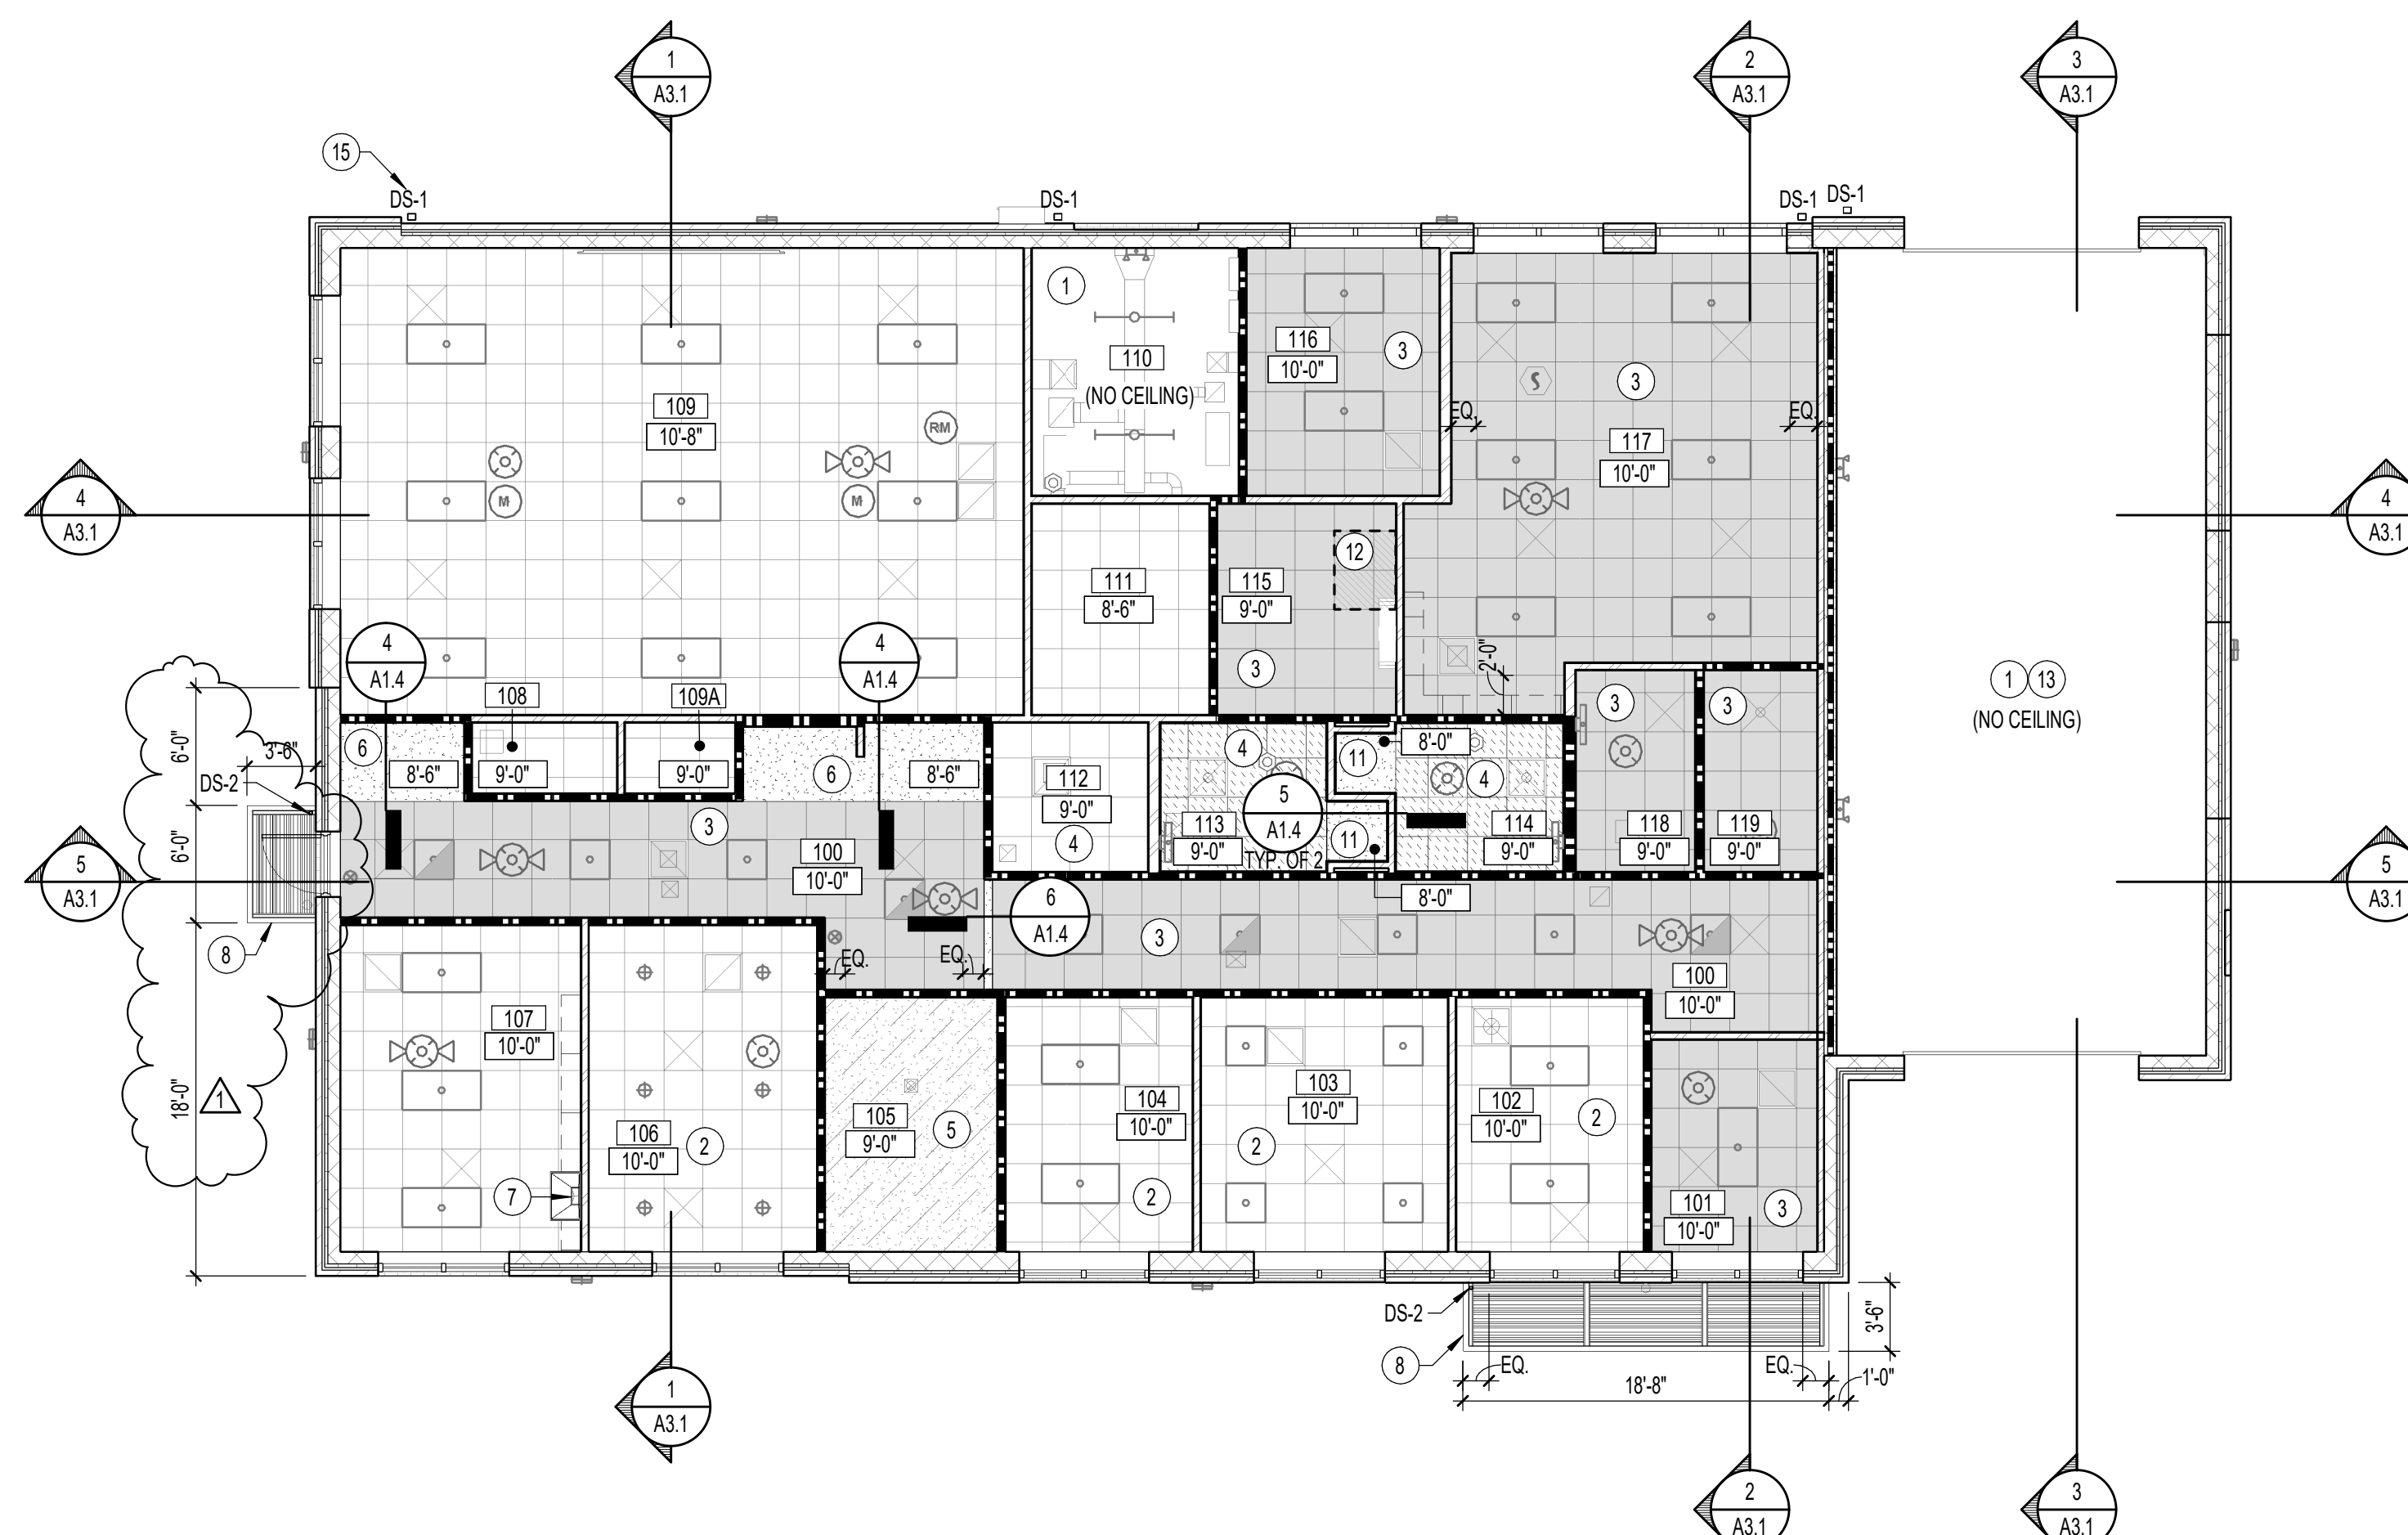 1
A3.1
2
A3.1
3
A3.1
15
DS-1
DS-1
DS-1
DS-1
1
110
(NO CEILING)
116
10'-0"
3
3
EQ.
EQ.
117
10'-0"
109
10'-8"
RM
M
M
4
A3.1
4
A3.1
111
8'-6"
115
9'-0"
12
3
2'-0"
4
A1.4
4
A1.4
108
109A
6'-0"
3'-6"
DS-2
6'-0"
6
8'-6"
9'-0"
9'-0"
6
8'-6"
3
100
10'-0"
112
9'-0"
4
4
113
9'-0"
5
A1.4
TYP. OF 2
11
8'-0"
11
8'-0"
4
114
9'-0"
3
118
9'-0"
3
119
9'-0"
1
13
(NO CEILING)
5
A3.1
5
A3.1
8
EQ.
EQ.
6
A1.4
3
100
10'-0"
18'-0"
1
107
10'-0"
7
106
10'-0"
2
105
9'-0"
5
104
10'-0"
2
103
10'-0"
2
102
10'-0"
2
101
10'-0"
3
DS-2
8
EQ.
EQ.
18'-8"
1'-0"
3'-6"
1
A3.1
2
A3.1
3
A3.1